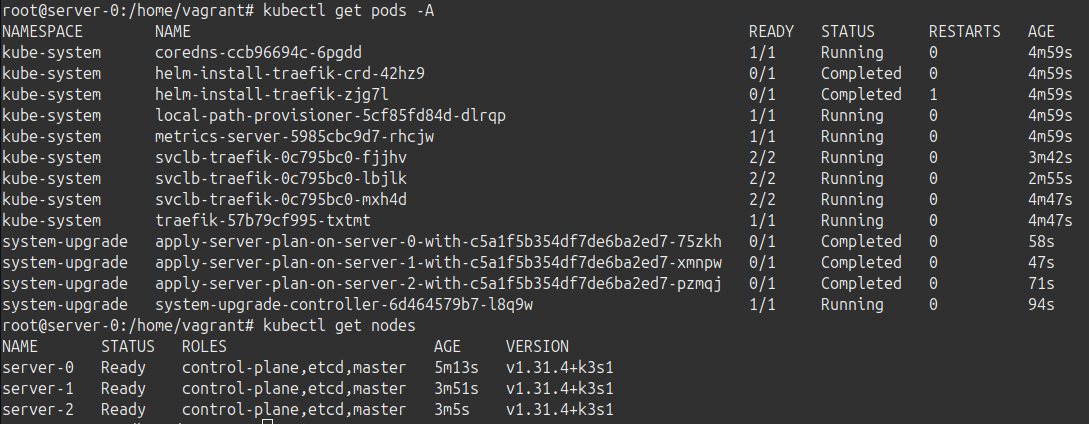 root@server-0:/home/vagrant# kubectl get pods -A
NAMESPACE NAME READY STATUS RESTARTS AGE
kube-system coredns-ccb96694c-6pgdd 1/1 Running 0 4m59s
kube-system helm-install-traefik-crd-42hz9 0/1 Completed 0 4m59s
kube-system helm-install-traefik-zjg7l 0/1 Completed 1 4m59s
kube-system local-path-provisioner-5cf85fd84d-dlrqp 1/1 Running 0 4m59s
kube-system metrics-server-5985cbc9d7-rhcjw 1/1 Running 0 4m59s
kube-system svclb-traefik-0c795bc0-fjjhv 2/2 Running 0 3m42s
kube-system svclb-traefik-0c795bc0-lbjlk 2/2 Running 0 2m55s
kube-system svclb-traefik-0c795bc0-mxh4d 2/2 Running 0 4m47s
kube-system traefik-57b79cf995-txtmt 1/1 Running 0 4m47s
system-upgrade apply-server-plan-on-server-0-with-c5a1f5b354df7de6ba2ed7-75zkh 0/1 Completed 0 58s
system-upgrade apply-server-plan-on-server-1-with-c5a1f5b354df7de6ba2ed7-xmnpw 0/1 Completed 0 47s
system-upgrade apply-server-plan-on-server-2-with-c5a1f5b354df7de6ba2ed7-pzmqj 0/1 Completed 0 71s
system-upgrade system-upgrade-controller-6d464579b7-l8q9w 1/1 Running 0 94s
root@server-0:/home/vagrant# kubectl get nodes
NAME STATUS ROLES AGE VERSION
server-0 Ready control-plane,etcd,master 5m13s v1.31.4+k3s1
server-1 Ready control-plane,etcd,master 3m51s v1.31.4+k3s1
server-2 Ready control-plane,etcd,master 3m5s v1.31.4+k3s1